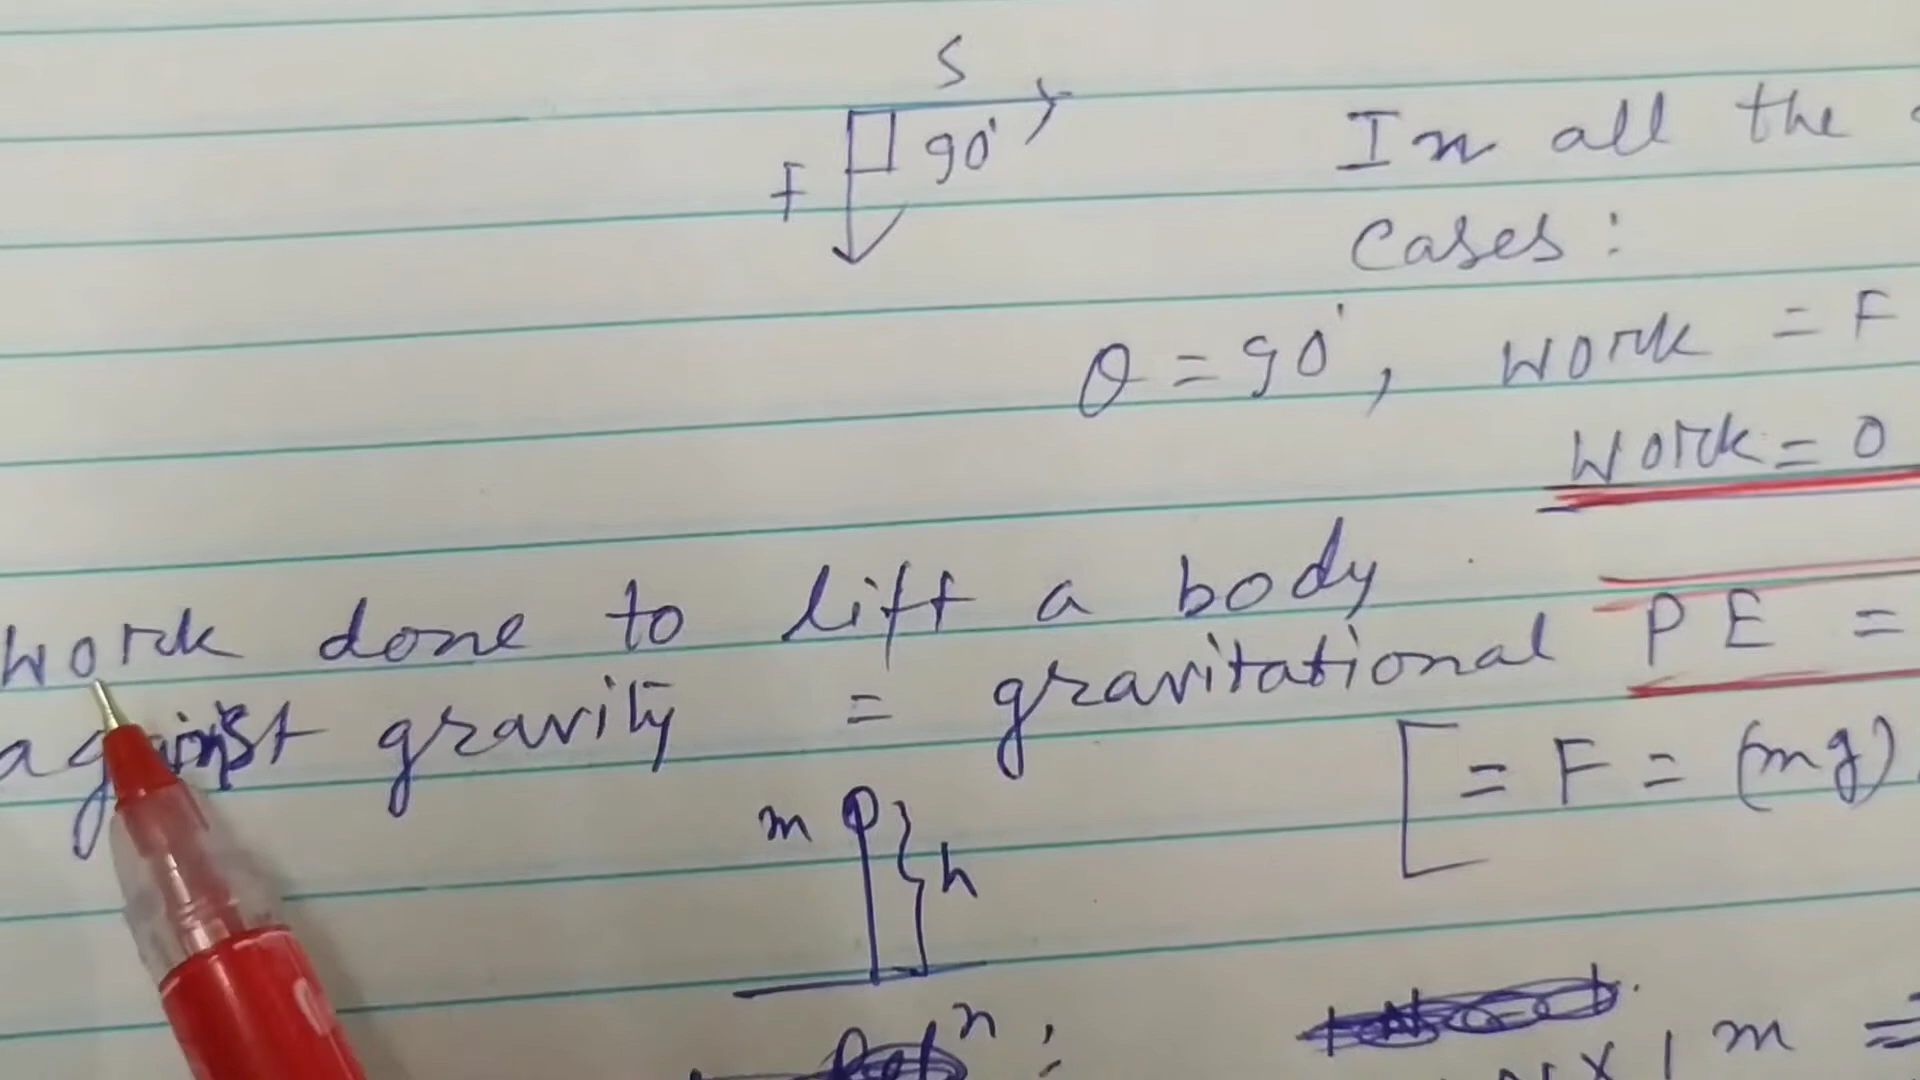 S
F 90°
In all the
Cases :
θ = 90°, work = F
Work = 0
Work done to lift a body
against gravity = gravitational PE =
m h
[ = F = (mg)
n :
x 1 m =